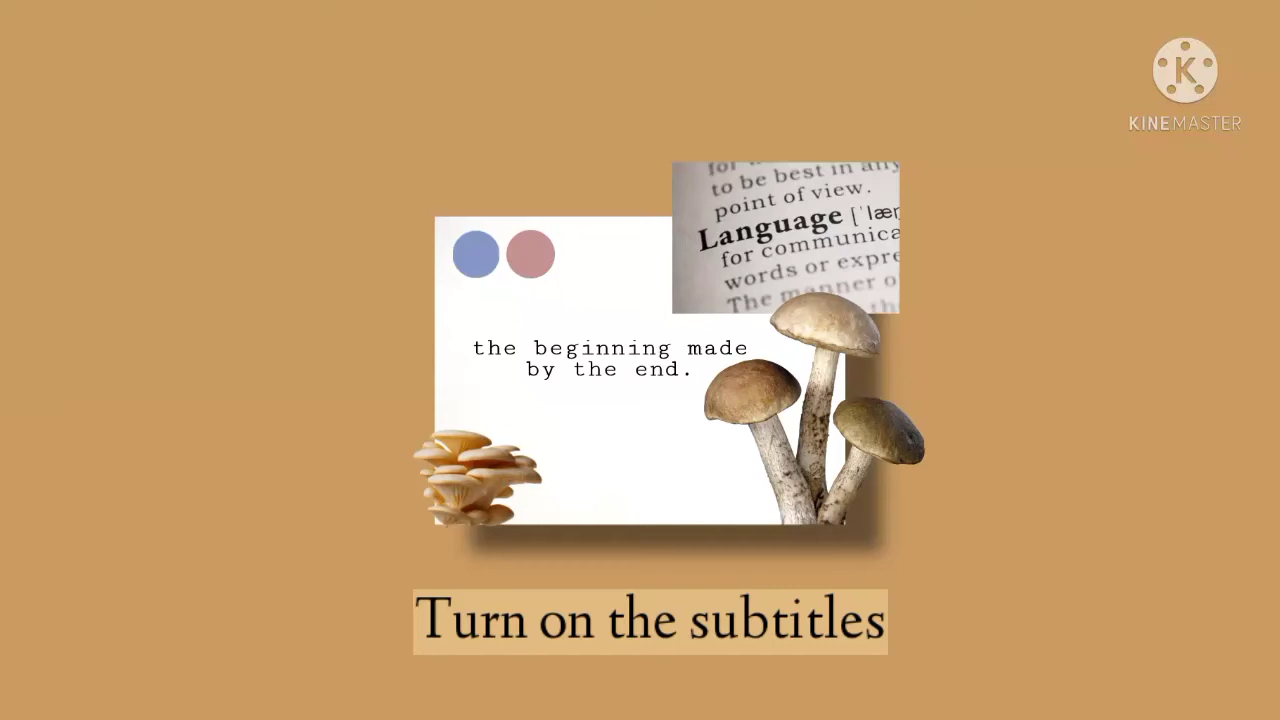 KINEMASTER
to be best in any
point of view.
Language ['lær
for communica
words or expre
The manner o
the beginning made
by the end.
Turn on the subtitles